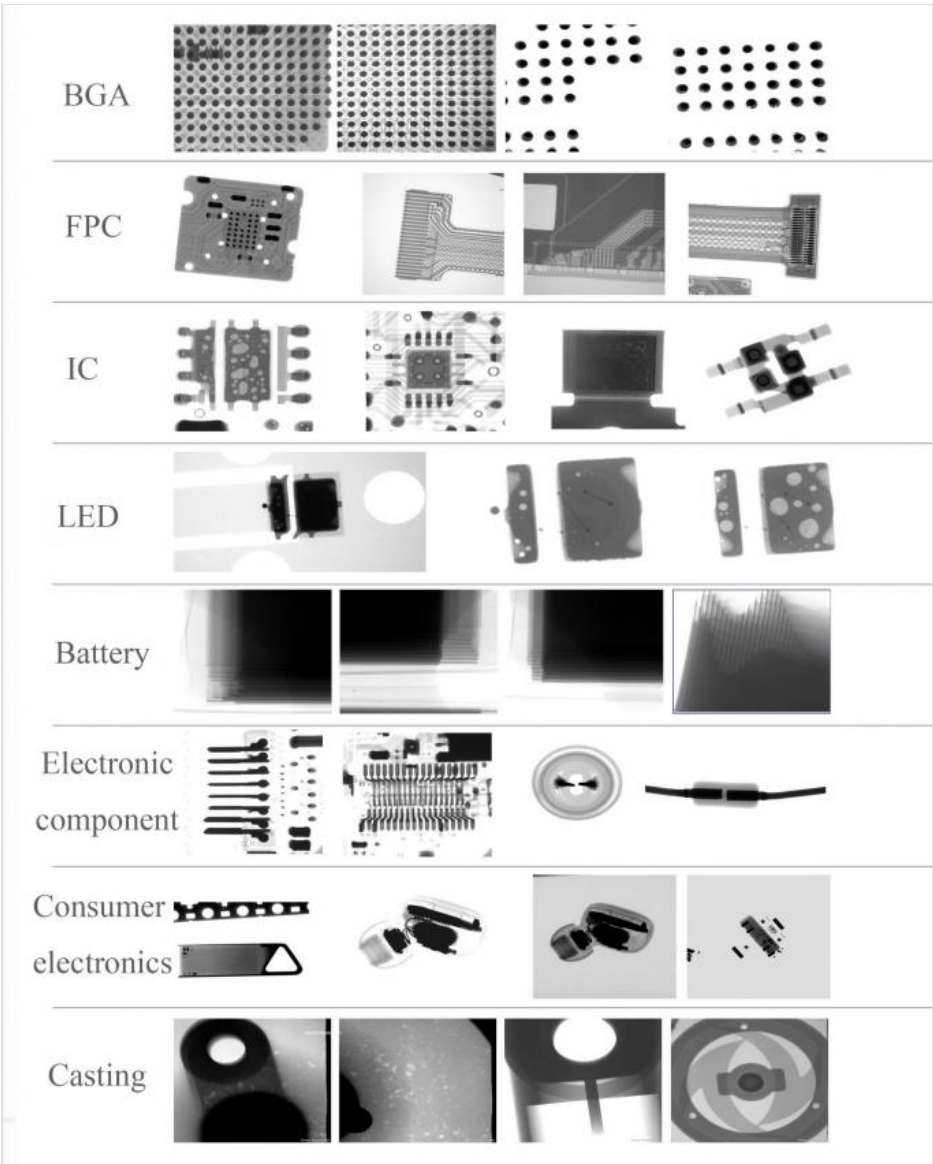 BGA
FPC
IC
LED
Battery
Electronic
component
Consumer
electronics
Casting